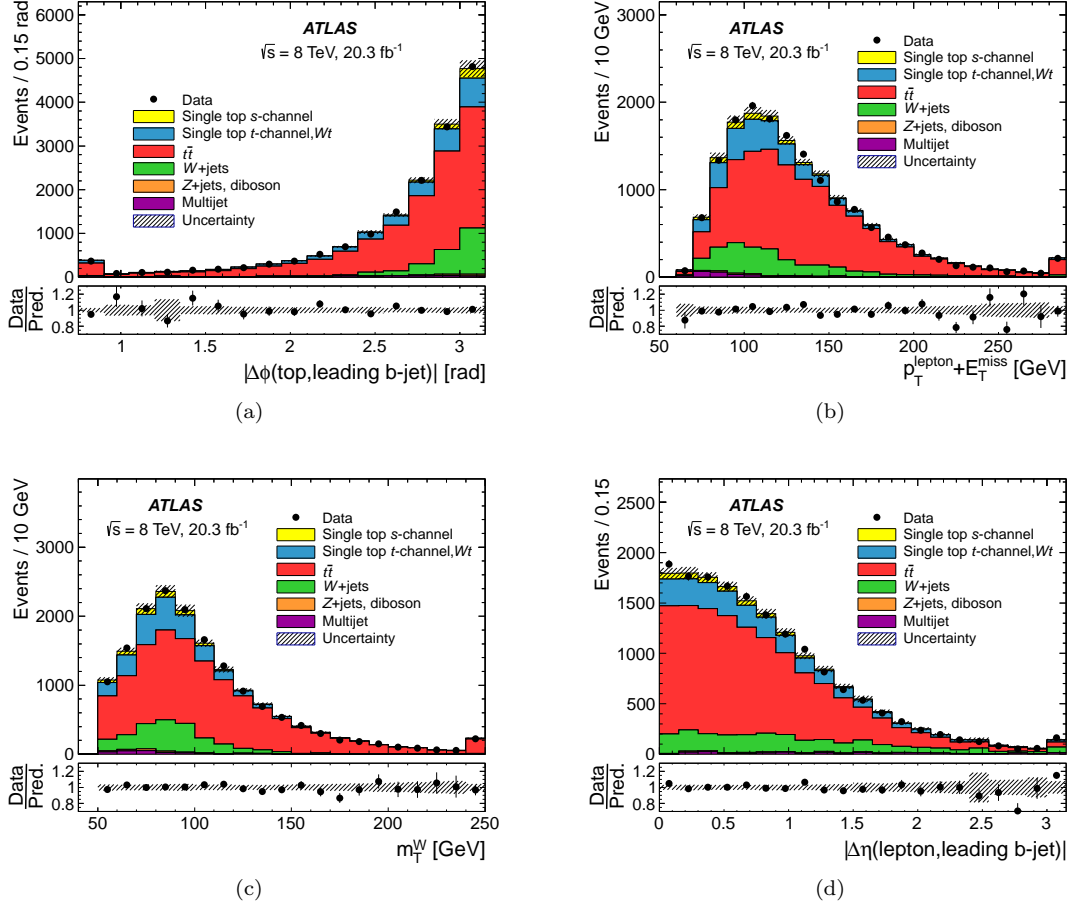 Events / 0.15 rad
6000
5000
4000
3000
2000
1000
0
ATLAS
√s = 8 TeV, 20.3 fb⁻¹
Data
Single top s-channel
Single top t-channel,Wt
tt̄
W+jets
Z+jets, diboson
Multijet
Uncertainty
Data
Pred.
1.2
1
0.8
1 1.5 2 2.5 3
|Δϕ(top,leading b-jet)| [rad]
(a)
Events / 10 GeV
3000
2000
1000
0
ATLAS
√s = 8 TeV, 20.3 fb⁻¹
Data
Single top s-channel
Single top t-channel,Wt
tt̄
W+jets
Z+jets, diboson
Multijet
Uncertainty
Data
Pred.
1.2
1
0.8
50 100 150 200 250
p_T^lepton+E_T^miss [GeV]
(b)
Events / 10 GeV
3000
2000
1000
0
ATLAS
√s = 8 TeV, 20.3 fb⁻¹
Data
Single top s-channel
Single top t-channel,Wt
tt̄
W+jets
Z+jets, diboson
Multijet
Uncertainty
Data
Pred.
1.2
1
0.8
50 100 150 200 250
m_T^W [GeV]
(c)
Events / 0.15
2500
2000
1500
1000
500
0
ATLAS
√s = 8 TeV, 20.3 fb⁻¹
Data
Single top s-channel
Single top t-channel,Wt
tt̄
W+jets
Z+jets, diboson
Multijet
Uncertainty
Data
Pred.
1.2
1
0.8
0 0.5 1 1.5 2 2.5 3
|Δη(lepton,leading b-jet)|
(d)